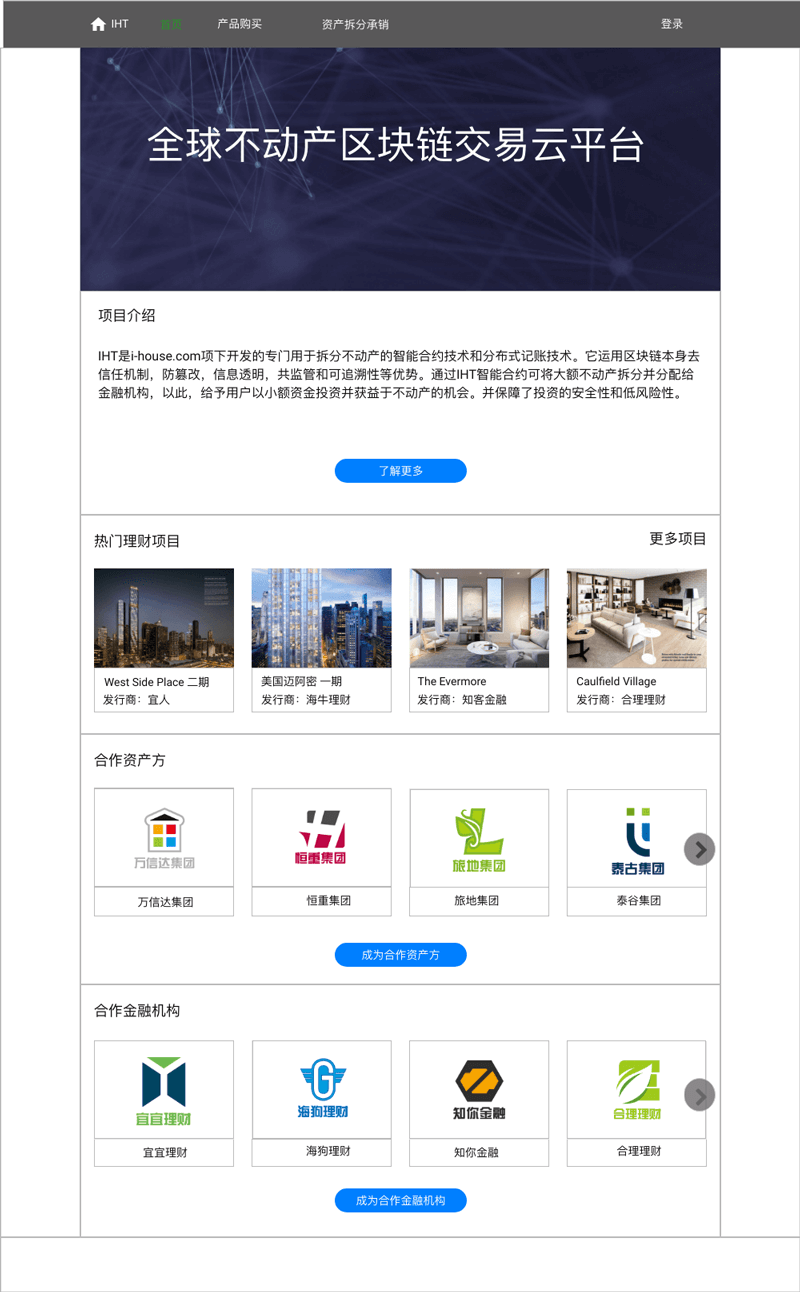 IHT 首页 产品购买 资产拆分承销 登录
全球不动产区块链交易云平台
项目介绍
IHT是i-house.com项下开发的专门用于拆分不动产的智能合约技术和分布式记账技术。它运用区块链本身去
信任机制，防篡改，信息透明，共监管和可追溯性等优势。通过IHT智能合约可将大额不动产拆分并分配给
金融机构，以此，给予用户以小额资金投资并获益于不动产的机会。并保障了投资的安全性和低风险性。
了解更多
热门理财项目 更多项目
West Side Place 二期 美国迈阿密 一期 The Evermore Caulfield Village
发行商：宜人 发行商：海牛理财 发行商：知客金融 发行商：合理理财
合作资产方
万信达集团 恒重集团 旅地集团 泰古集团
万信达集团 恒重集团 旅地集团 泰谷集团
成为合作资产方
合作金融机构
宜宜理财 海狗理财 知你金融 合理理财
宜宜理财 海狗理财 知你金融 合理理财
成为合作金融机构